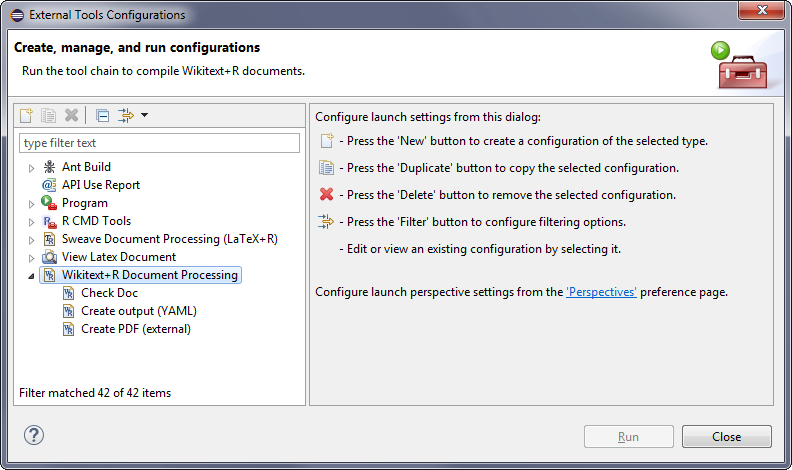 External Tools Configurations
Create, manage, and run configurations
Run the tool chain to compile Wikitext+R documents.
type filter text
Ant Build
API Use Report
Program
R CMD Tools
Sweave Document Processing (LaTeX+R)
View Latex Document
Wikitext+R Document Processing
Check Doc
Create output (YAML)
Create PDF (external)
Filter matched 42 of 42 items
Configure launch settings from this dialog:
- Press the 'New' button to create a configuration of the selected type.
- Press the 'Duplicate' button to copy the selected configuration.
- Press the 'Delete' button to remove the selected configuration.
- Press the 'Filter' button to configure filtering options.
- Edit or view an existing configuration by selecting it.
Configure launch perspective settings from the 'Perspectives' preference page.
Run
Close